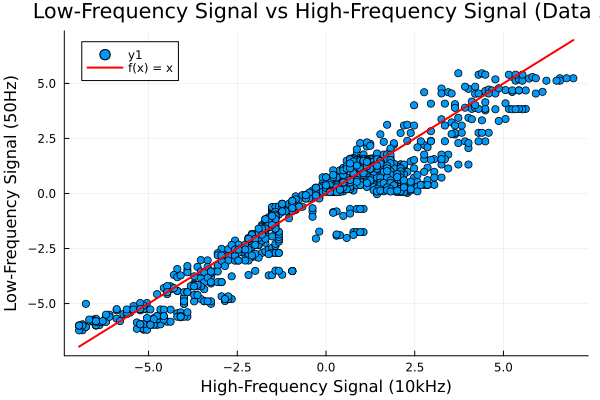 Low-Frequency Signal vs High-Frequency Signal (Data
y1
f(x) = x
Low-Frequency Signal (50Hz)
5.0
2.5
0.0
−2.5
−5.0
−5.0 −2.5 0.0 2.5 5.0
High-Frequency Signal (10kHz)